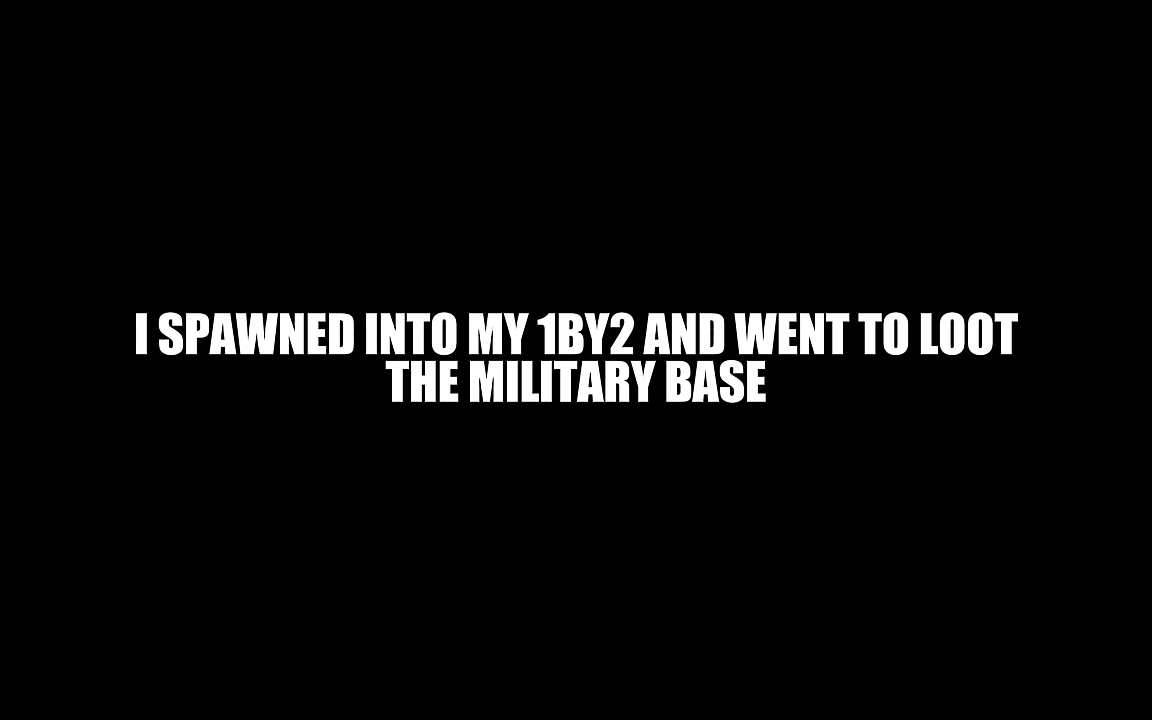 I SPAWNED INTO MY 1BY2 AND WENT TO LOOT
THE MILITARY BASE